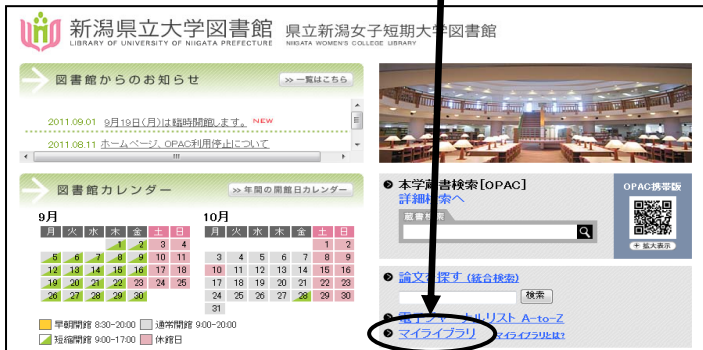 新潟県立大学図書館 県立新潟女子短期大学図書館
LIBRARY OF UNIVERSITY OF NIIGATA PREFECTURE NIIGATA WOMEN'S COLLEGE LIBRARY
図書館からのお知らせ
>> 一覧はこちら
2011.09.01 9月19日(月)は臨時開館します。 NEW
2011.08.11 ホームページ、OPAC利用停止について
図書館カレンダー
>> 年間の開館日カレンダー
9月
月 火 水 木 金 土 日
1 2 3 4
5 6 7 8 9 10 11
12 13 14 15 16 17 18
19 20 21 22 23 24 25
26 27 28 29 30
10月
月 火 水 木 金 土 日
1 2
3 4 5 6 7 8 9
10 11 12 13 14 15 16
17 18 19 20 21 22 23
24 25 26 27 28 29 30
31
早朝開館 8:30-20:00 通常開館 9:00-20:00
短縮開館 9:00-17:00 休館日
本学蔵書検索[OPAC]
詳細検索へ
蔵書検索
OPAC携帯版
拡大表示
論文を探す (統合検索)
検索
電子ジャーナルリスト A-to-Z
マイライブラリ マイライブラリとは?